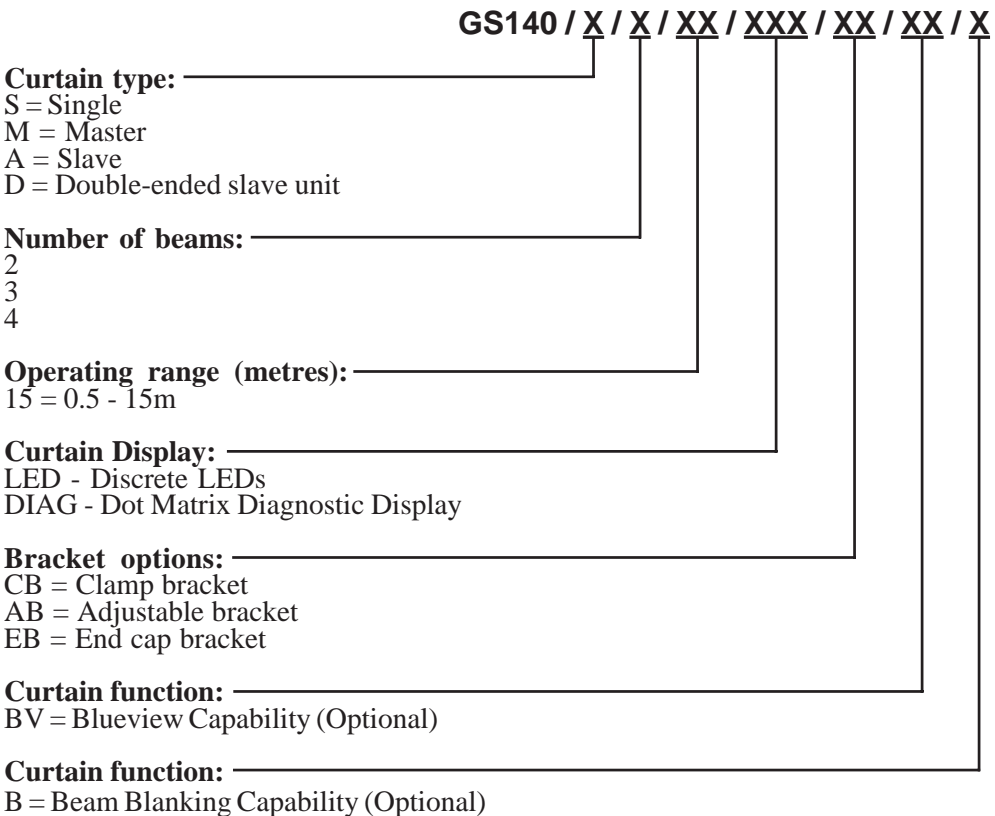 GS140 / X / X / XX / XXX / XX / XX / X
Curtain type:
S = Single
M = Master
A = Slave
D = Double-ended slave unit
Number of beams:
2
3
4
Operating range (metres):
15 = 0.5 - 15m
Curtain Display:
LED - Discrete LEDs
DIAG - Dot Matrix Diagnostic Display
Bracket options:
CB = Clamp bracket
AB = Adjustable bracket
EB = End cap bracket
Curtain function:
BV = Blueview Capability (Optional)
Curtain function:
B = Beam Blanking Capability (Optional)